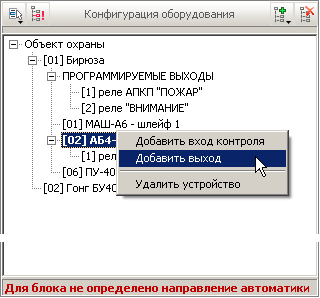 Конфигурация оборудования
Объект охраны
[01] Бирюза
ПРОГРАММИРУЕМЫЕ ВЫХОДЫ
[1] реле АПКП "ПОЖАР"
[2] реле "ВНИМАНИЕ"
[01] МАШ-А6 - шлейф 1
[02] АБ4-
[1] рел
[06] ПУ-40
[02] Гонг БУ40
Добавить вход контроля
Добавить выход
Удалить устройство
Для блока не определено направление автоматики